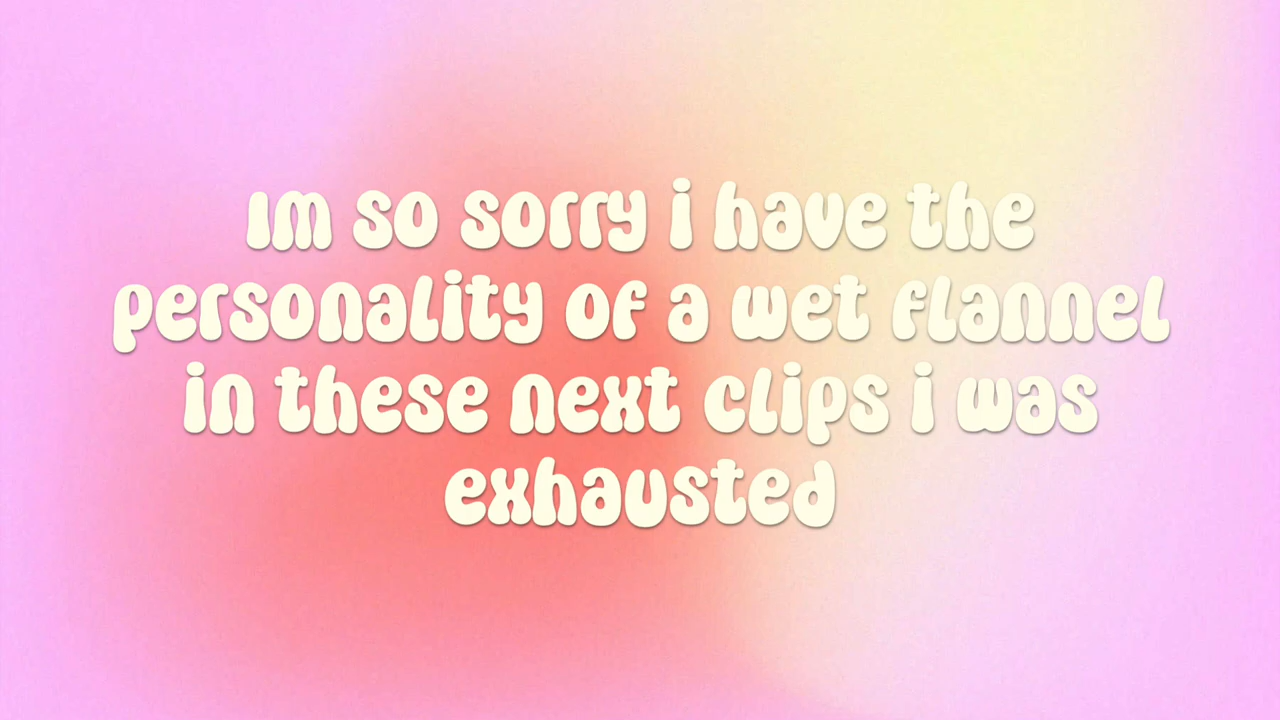 Im so sorry i have the
personality of a wet flannel
in these next clips i was
exhausted